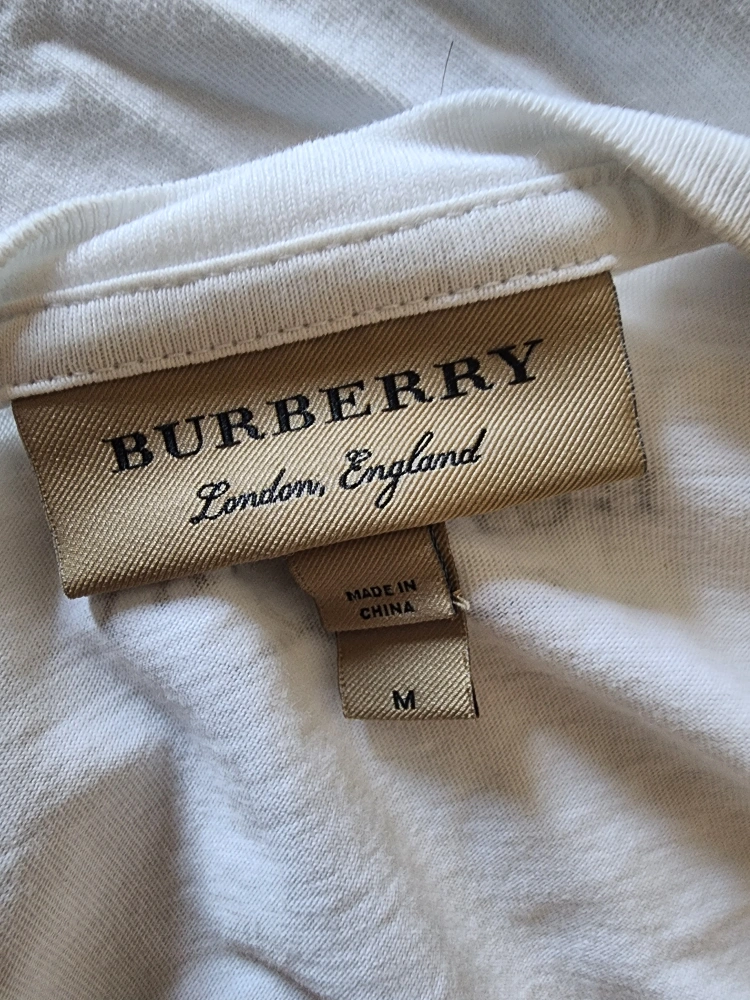 BURBERRY
London, England
MADE IN
CHINA
M